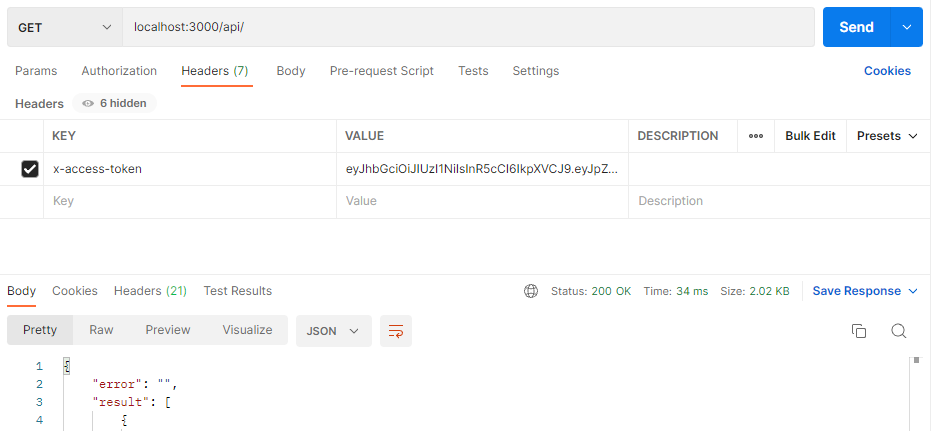 GET localhost:3000/api/ Send
Params Authorization Headers (7) Body Pre-request Script Tests Settings Cookies
Headers 6 hidden
KEY VALUE DESCRIPTION ••• Bulk Edit Presets
x-access-token eyJhbGciOiJIUzI1NiIsInR5cCI6IkpXVCJ9.eyJpZ...
Key Value Description
Body Cookies Headers (21) Test Results Status: 200 OK Time: 34 ms Size: 2.02 KB Save Response
Pretty Raw Preview Visualize JSON
1 {
2 "error": "",
3 "result": [
4 {